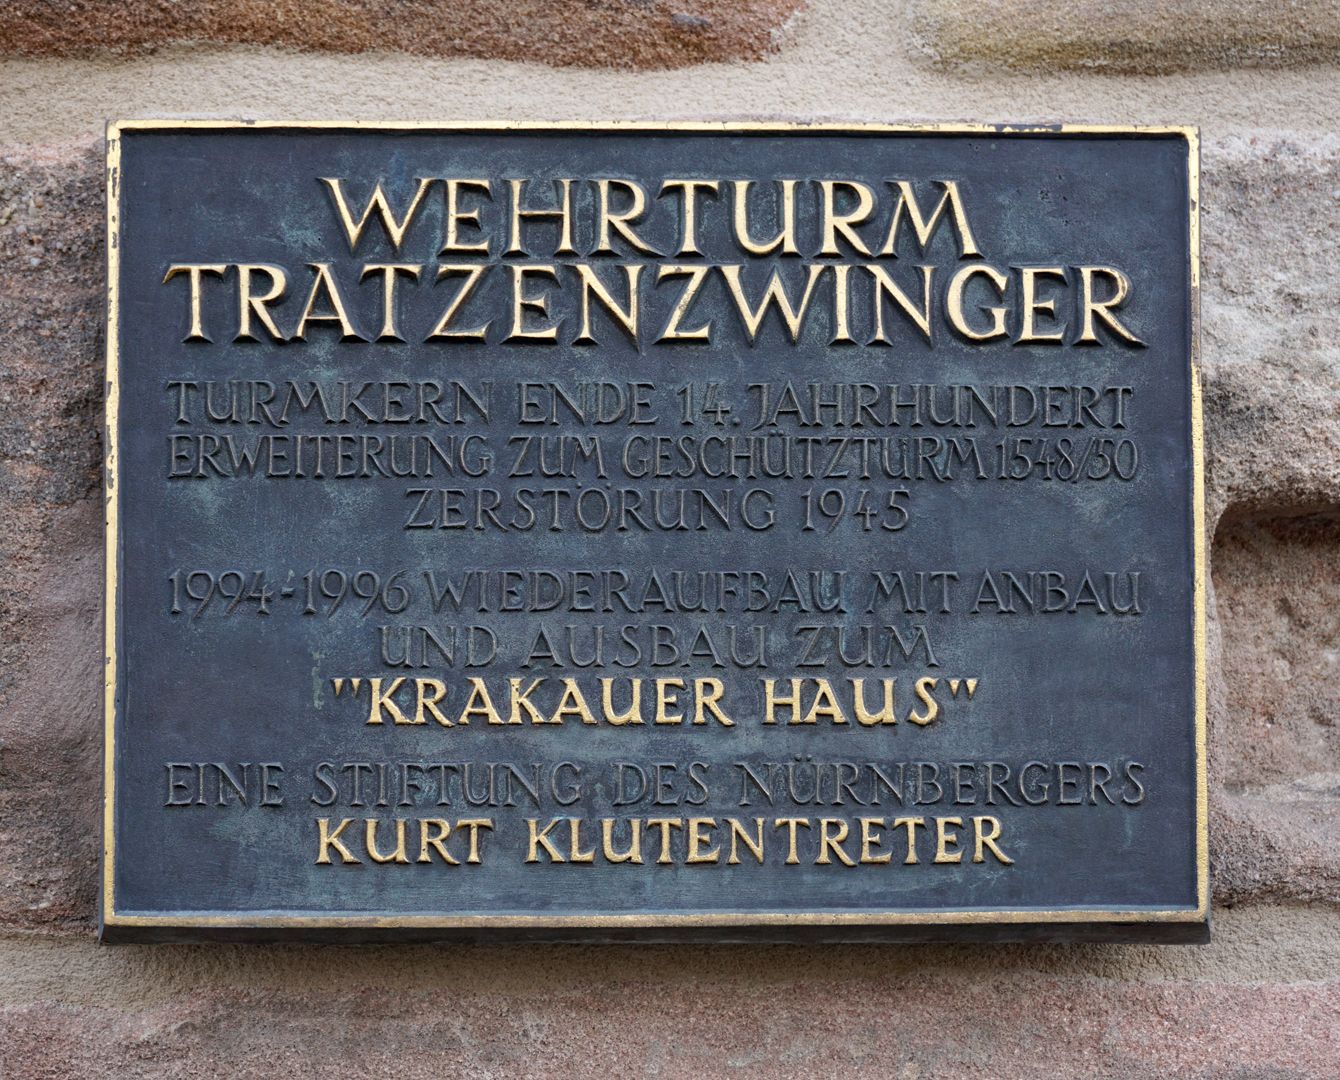 WEHRTURM
TRATZENZWINGER
TURMKERN ENDE 14. JAHRHUNDERT
ERWEITERUNG ZUM GESCHÜTZTURM 1548/50
ZERSTÖRUNG 1945
1994-1996 WIEDERAUFBAU MIT ANBAU
UND AUSBAU ZUM
"KRAKAUER HAUS"
EINE STIFTUNG DES NÜRNBERGERS
KURT KLUTENTRETER